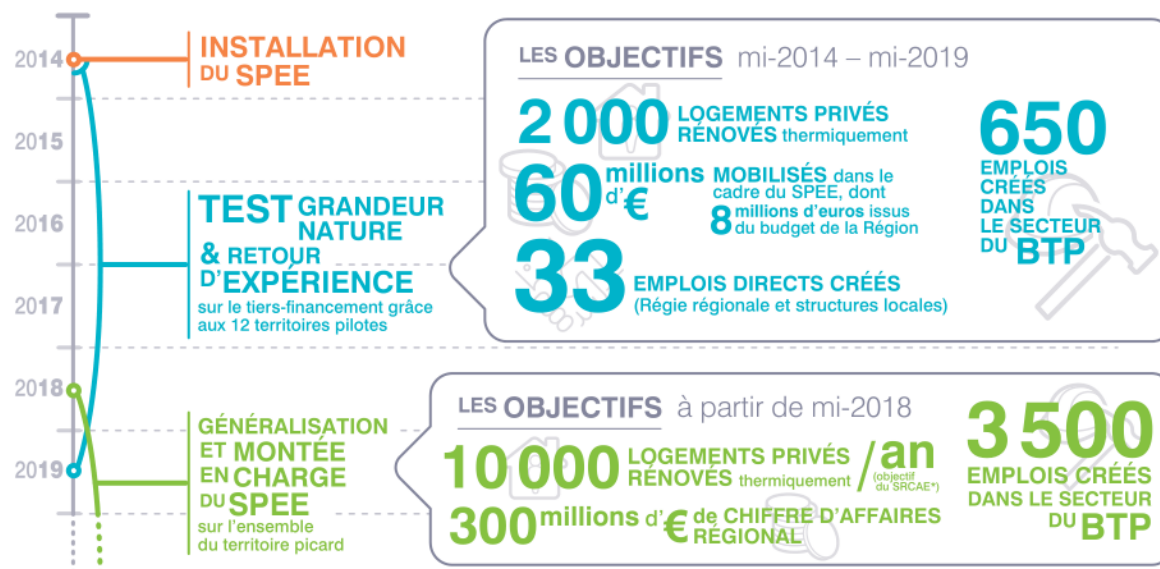 2014
2015
2016
2017
2018
2019
INSTALLATION
DU SPEE
TEST GRANDEUR
NATURE
& RETOUR
D'EXPÉRIENCE
sur le tiers-financement grâce
aux 12 territoires pilotes
GÉNÉRALISATION
ET MONTÉE
EN CHARGE
DU SPEE
sur l'ensemble
du territoire picard
LES OBJECTIFS mi-2014 – mi-2019
2 000 LOGEMENTS PRIVÉS
RÉNOVÉS thermiquement
60 millions
d'€
MOBILISÉS dans le
cadre du SPEE, dont
8 millions d'euros issus
du budget de la Région
33 EMPLOIS DIRECTS CRÉÉS
(Régie régionale et structures locales)
650
EMPLOIS
CRÉÉS
DANS
LE SECTEUR
DU BTP
LES OBJECTIFS à partir de mi-2018
10 000 LOGEMENTS PRIVÉS
RÉNOVÉS thermiquement
/an
(objectif
du SRCAE*)
300 millions d'€ de CHIFFRE D'AFFAIRES
RÉGIONAL
3 500
EMPLOIS CRÉÉS
DANS LE SECTEUR
DU BTP